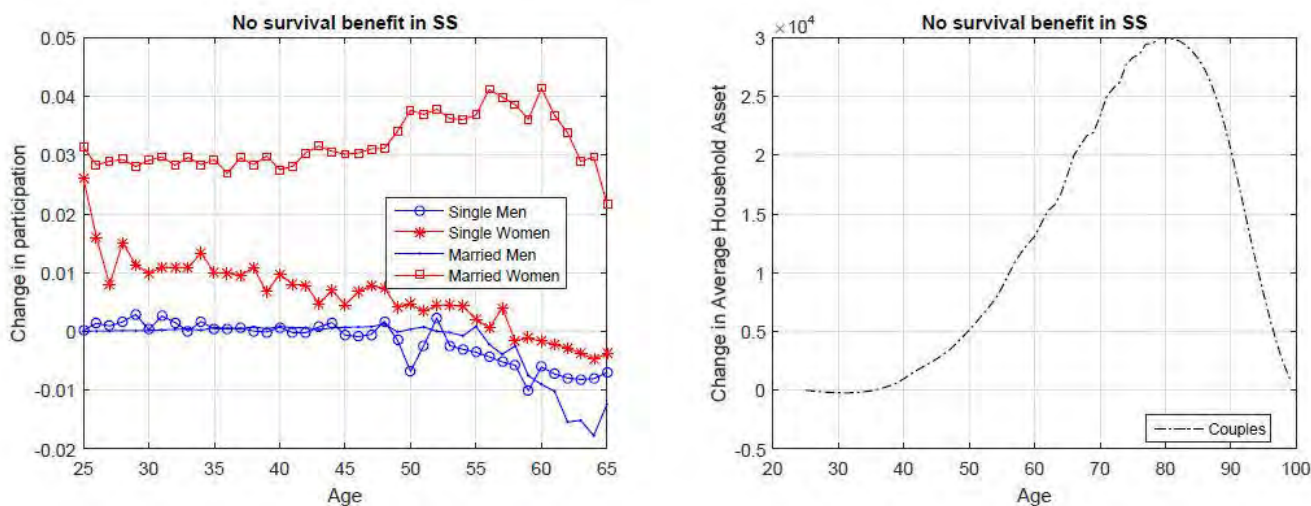 No survival benefit in SS
0.05
0.04
0.03
0.02
0.01
0
-0.01
-0.02
Change in participation
25 30 35 40 45 50 55 60 65
Age
Single Men
Single Women
Married Men
Married Women
No survival benefit in SS
×10⁴
3
2.5
2
1.5
1
0.5
0
-0.5
Change in Average Household Asset
20 30 40 50 60 70 80 90 100
Age
Couples